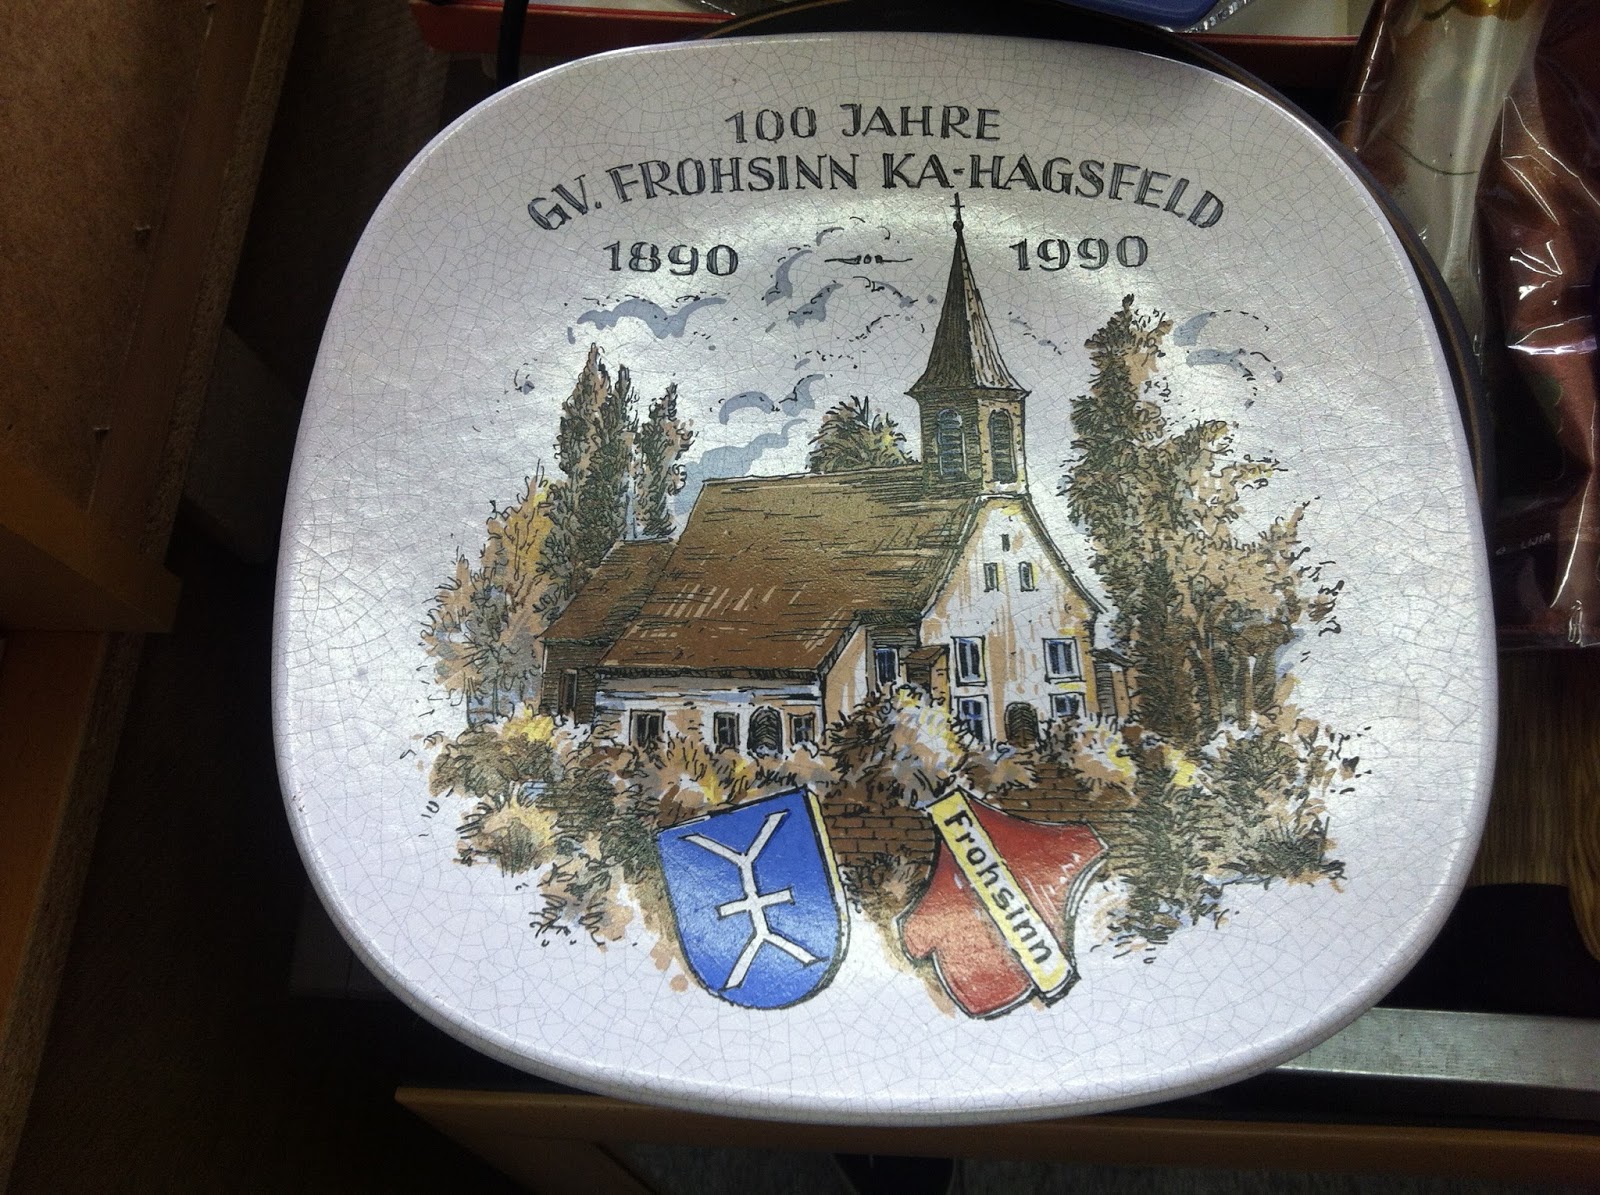 100 JAHRE
GV. FROHSINN KA-HAGSFELD
1890 1990
Frohsinn